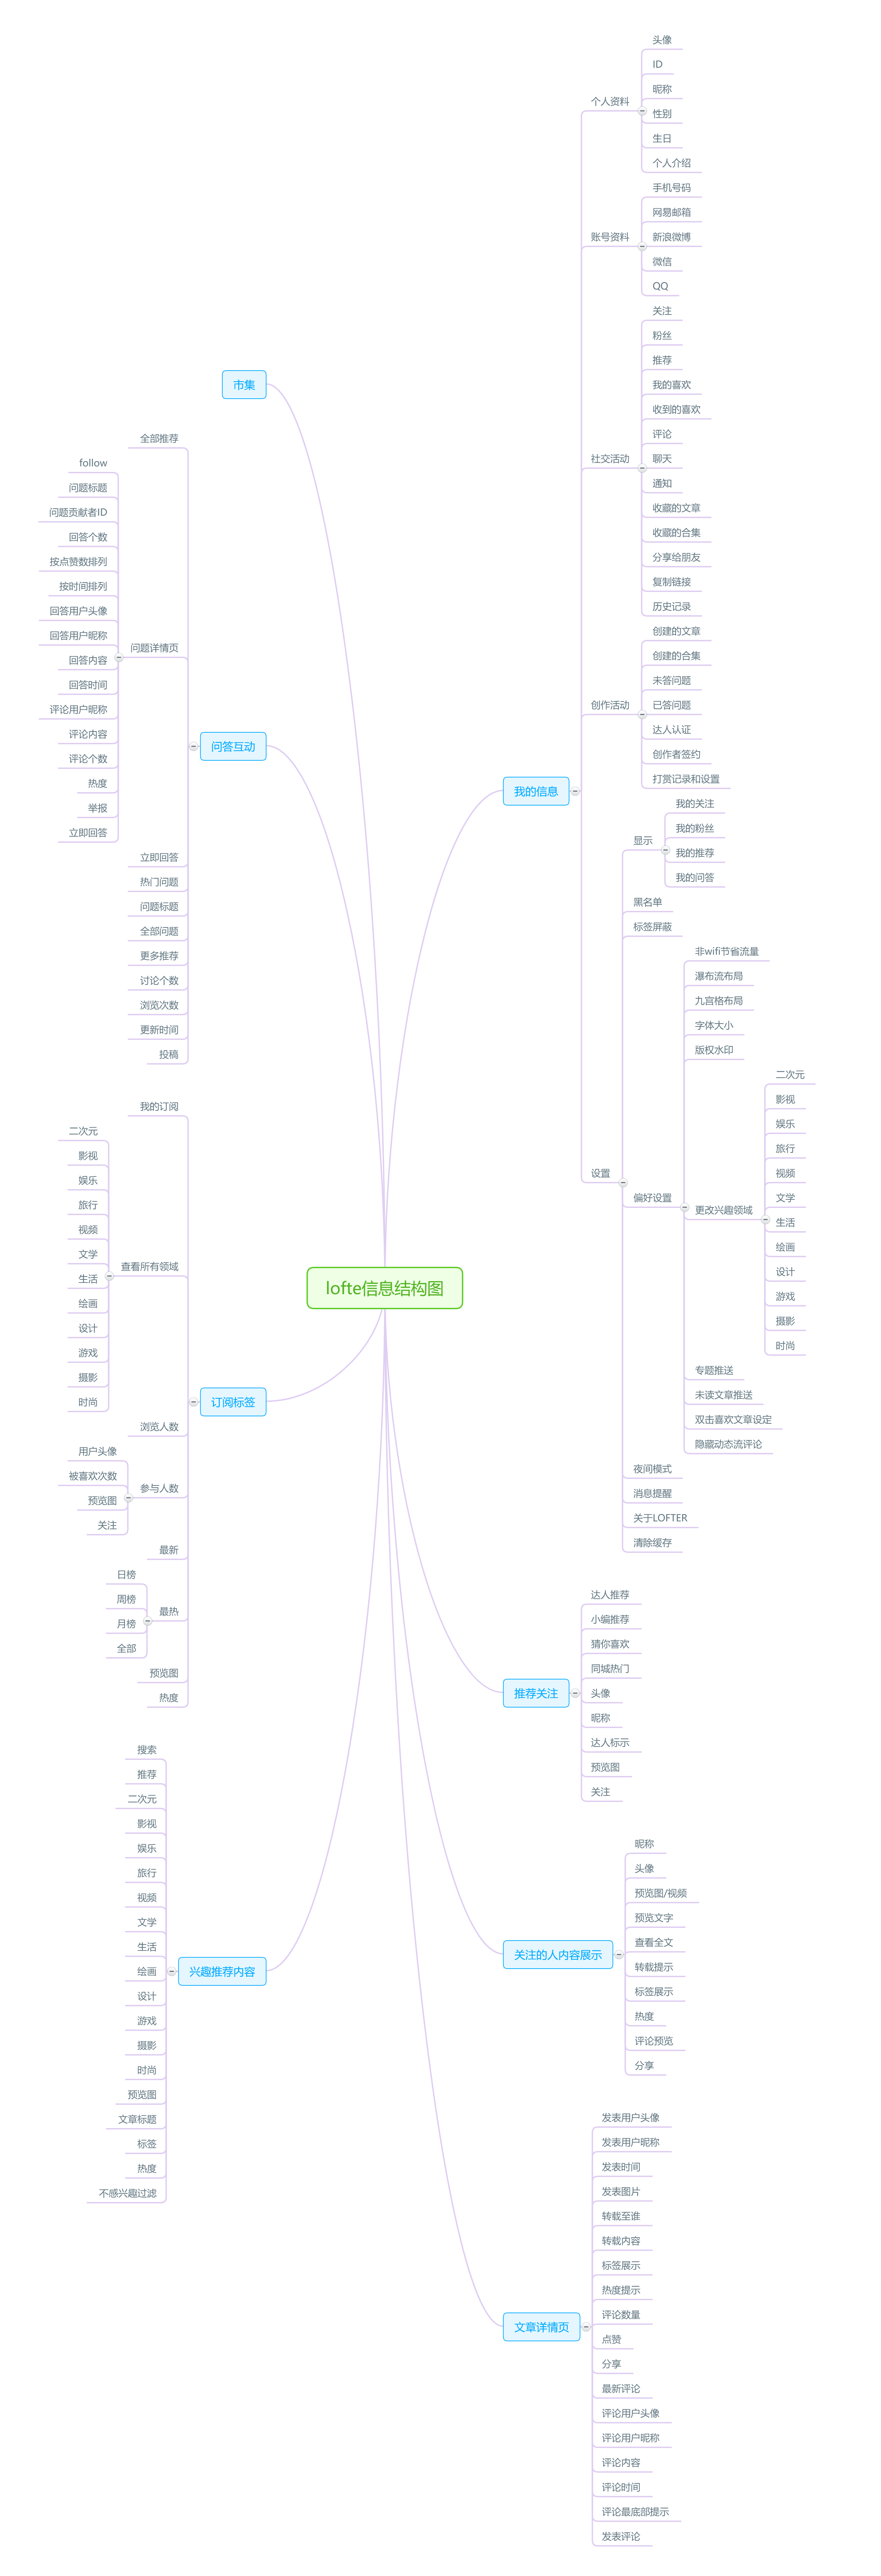 lofte信息结构图
我的信息
个人资料
头像
ID
昵称
性别
生日
个人介绍
账号资料
手机号码
网易邮箱
新浪微博
微信
QQ
社交活动
关注
粉丝
推荐
我的喜欢
收到的喜欢
评论
聊天
通知
收藏的文章
收藏的合集
分享给朋友
复制链接
历史记录
创作活动
创建的文章
创建的合集
未答问题
已答问题
达人认证
创作者签约
打赏记录和设置
设置
显示
我的关注
我的粉丝
我的推荐
我的问答
黑名单
标签屏蔽
偏好设置
非wifi节省流量
瀑布流布局
九宫格布局
字体大小
版权水印
更改兴趣领域
二次元
影视
娱乐
旅行
视频
文学
生活
绘画
设计
游戏
摄影
时尚
专题推送
未读文章推送
双击喜欢文章设定
隐藏动态流评论
夜间模式
消息提醒
关于LOFTER
清除缓存
推荐关注
达人推荐
小编推荐
猜你喜欢
同城热门
头像
昵称
达人标示
预览图
关注
关注的人内容展示
昵称
头像
预览图/视频
预览文字
查看全文
转载提示
标签展示
热度
评论预览
分享
文章详情页
发表用户头像
发表用户昵称
发表时间
发表图片
转载至谁
转载内容
标签展示
热度提示
评论数量
点赞
分享
最新评论
评论用户头像
评论用户昵称
评论内容
评论时间
评论最底部提示
发表评论
市集
问答互动
全部推荐
问题详情页
follow
问题标题
问题贡献者ID
回答个数
按点赞数排列
按时间排列
回答用户头像
回答用户昵称
回答内容
回答时间
评论用户昵称
评论内容
评论个数
热度
举报
立即回答
立即回答
热门问题
问题标题
全部问题
更多推荐
讨论个数
浏览次数
更新时间
投稿
订阅标签
我的订阅
查看所有领域
二次元
影视
娱乐
旅行
视频
文学
生活
绘画
设计
游戏
摄影
时尚
浏览人数
参与人数
用户头像
被喜欢次数
预览图
关注
最新
最热
日榜
周榜
月榜
全部
预览图
热度
兴趣推荐内容
搜索
推荐
二次元
影视
娱乐
旅行
视频
文学
生活
绘画
设计
游戏
摄影
时尚
预览图
文章标题
标签
热度
不感兴趣过滤